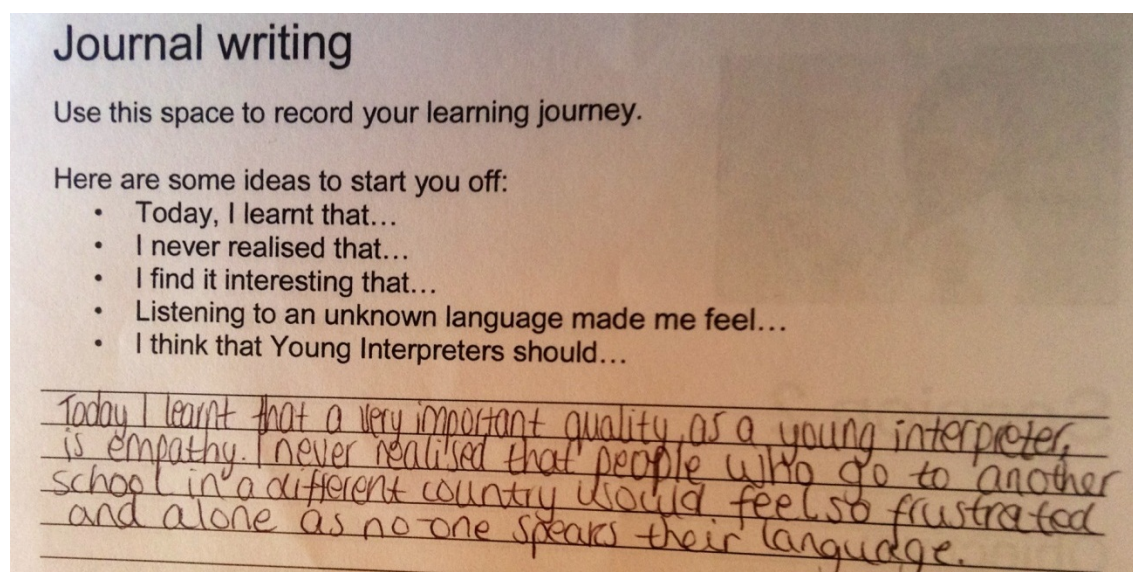 Journal writing
Use this space to record your learning journey.
Here are some ideas to start you off:
• Today, I learnt that...
• I never realised that...
• I find it interesting that...
• Listening to an unknown language made me feel...
• I think that Young Interpreters should...
Today I learnt that a very important quality, as a young interpreter,
is empathy. I never realised that people who go to another
school in a different country would feel so frustrated
and alone as no-one speaks their language.